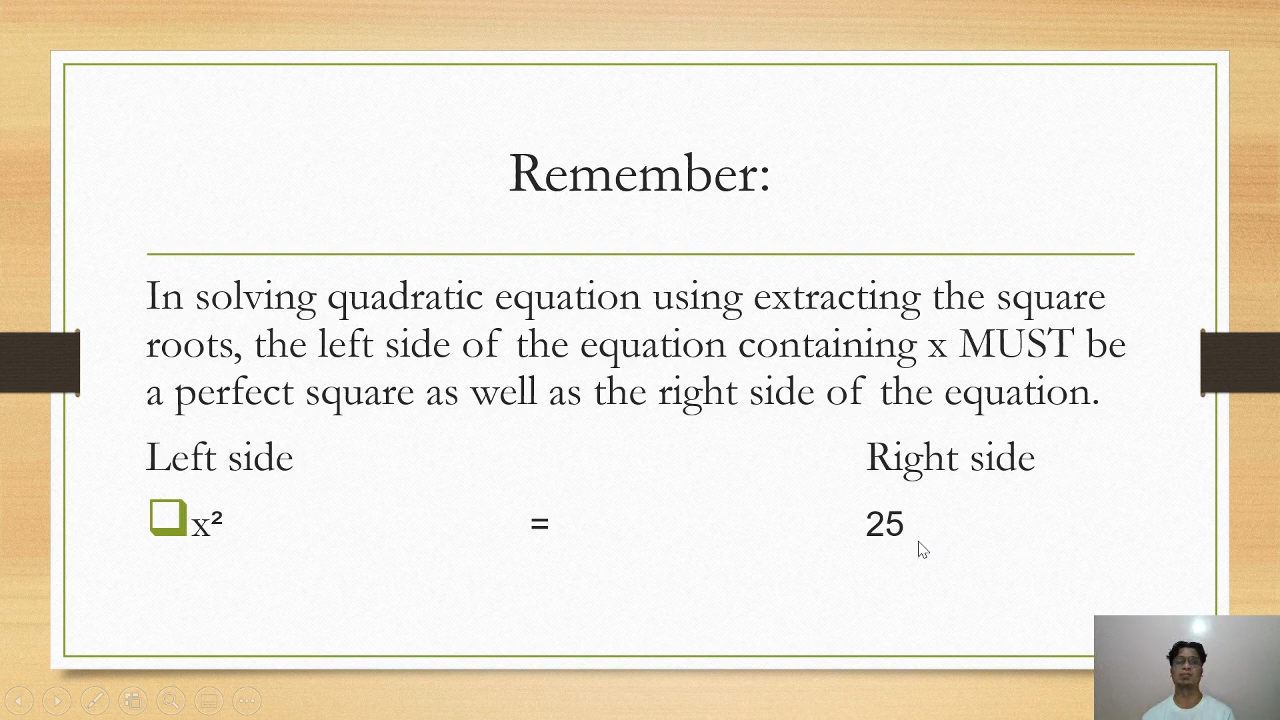 Remember:
In solving quadratic equation using extracting the square
roots, the left side of the equation containing x MUST be
a perfect square as well as the right side of the equation.
Left side Right side
x² = 25